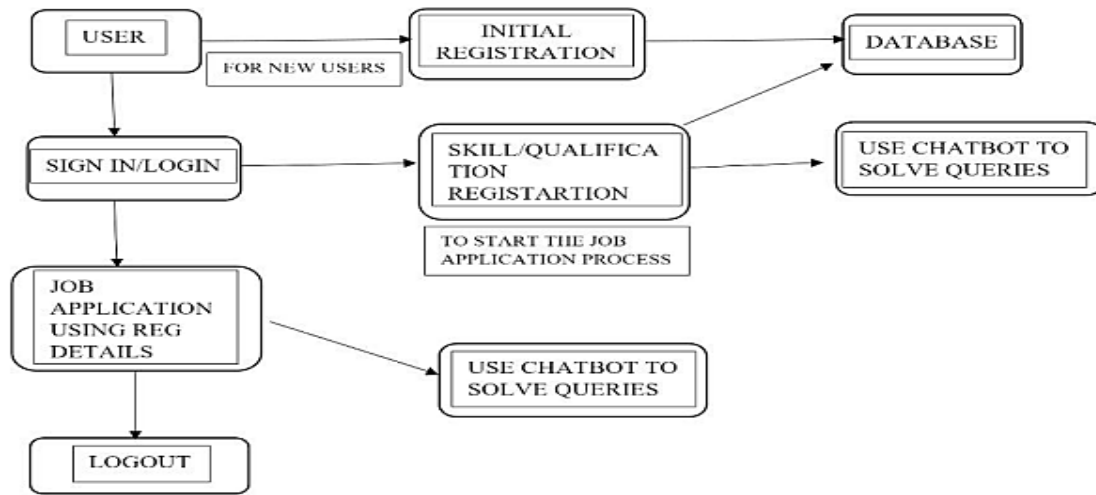 USER
FOR NEW USERS
INITIAL
REGISTRATION
DATABASE
SIGN IN/LOGIN
SKILL/QUALIFICA
TION
REGISTARTION
TO START THE JOB
APPLICATION PROCESS
USE CHATBOT TO
SOLVE QUERIES
JOB
APPLICATION
USING REG
DETAILS
USE CHATBOT TO
SOLVE QUERIES
LOGOUT